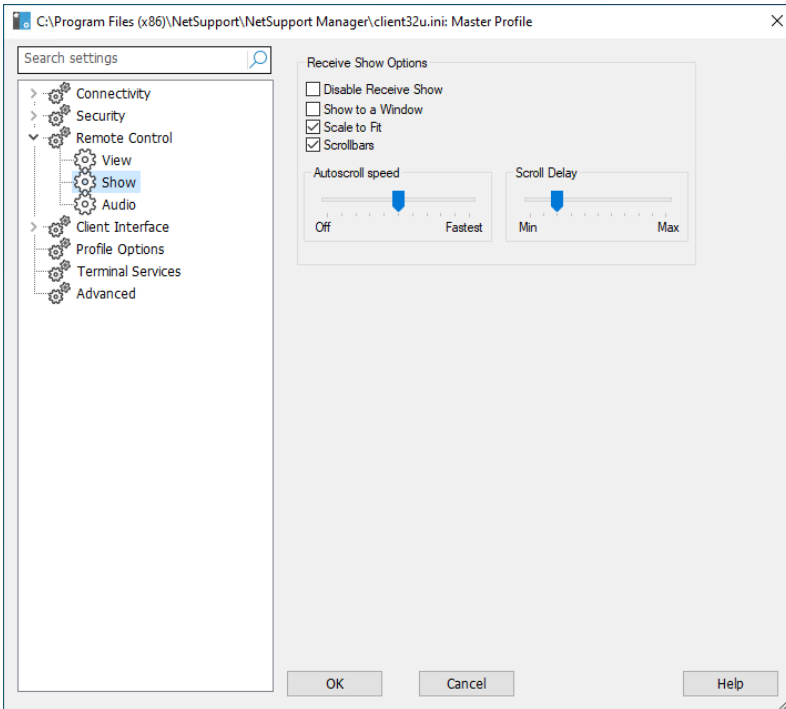 C:\Program Files (x86)\NetSupport\NetSupport Manager\client32u.ini: Master Profile
Search settings
Connectivity
Security
Remote Control
View
Show
Audio
Client Interface
Profile Options
Terminal Services
Advanced
Receive Show Options
Disable Receive Show
Show to a Window
Scale to Fit
Scrollbars
Autoscroll speed
Off Fastest
Scroll Delay
Min Max
OK Cancel Help